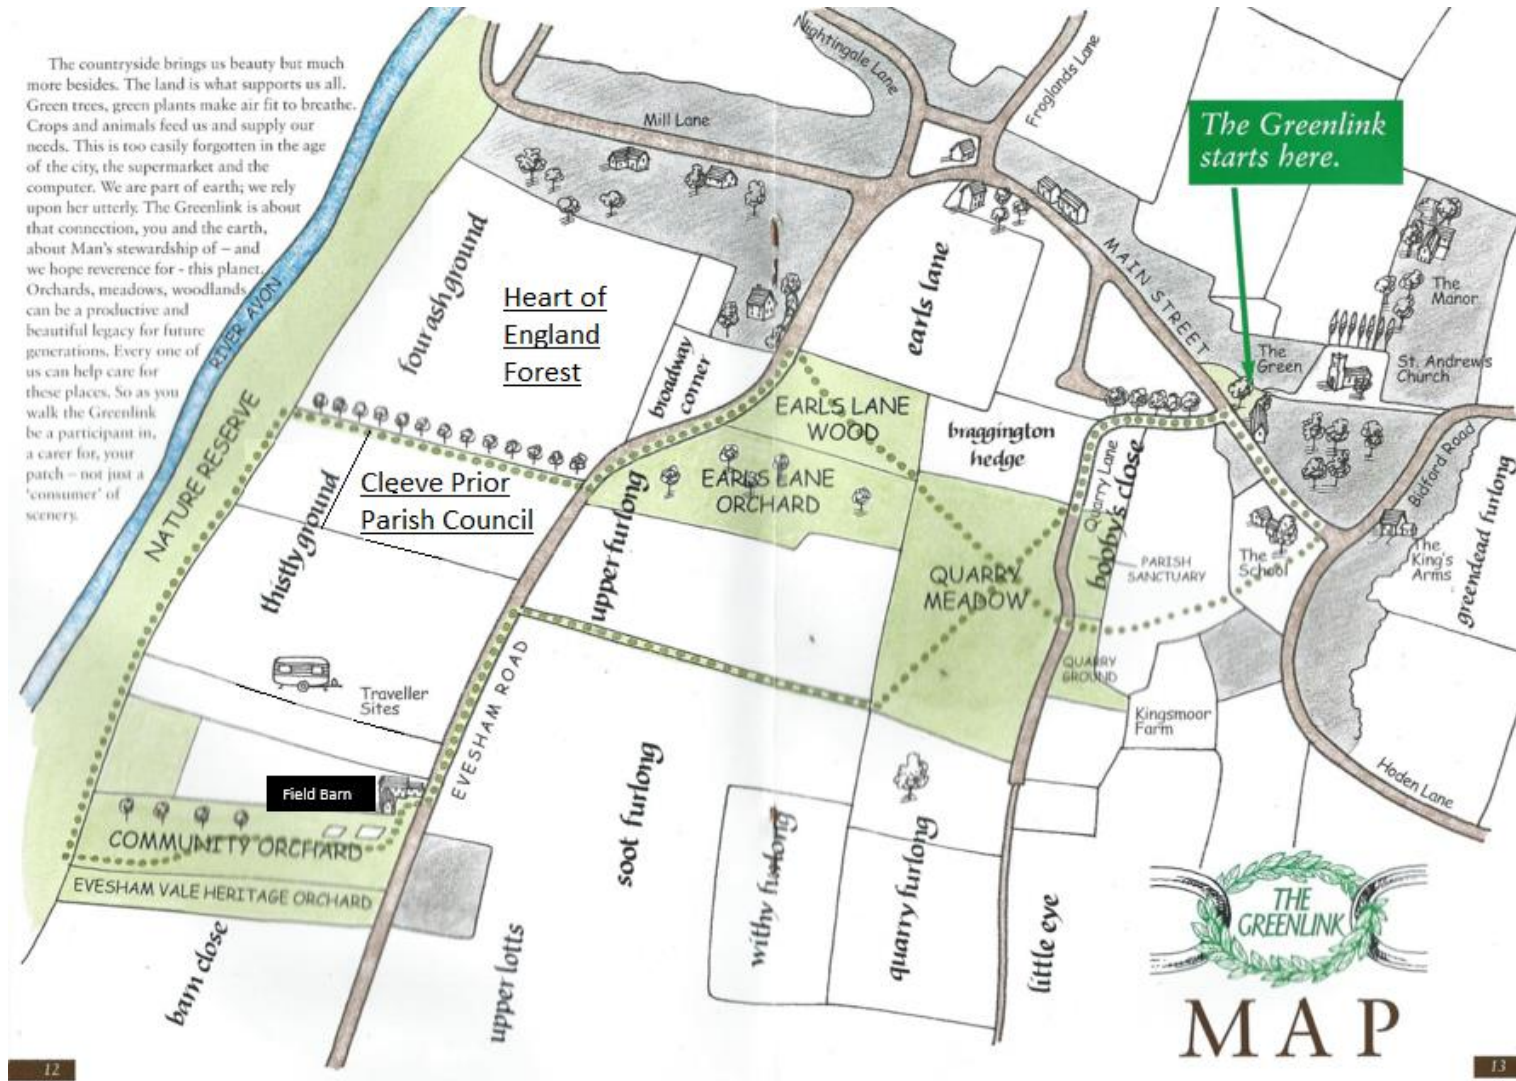 The countryside brings us beauty but much
more besides. The land is what supports us all.
Green trees, green plants make air fit to breathe.
Crops and animals feed us and supply our
needs. This is too easily forgotten in the age
of the city, the supermarket and the
computer. We are part of earth; we rely
upon her utterly. The Greenlink is about
that connection, you and the earth,
about Man's stewardship of – and
we hope reverence for - this planet.
Orchards, meadows, woodlands
can be a productive and
beautiful legacy for future
generations. Every one of
us can help care for
these places. So as you
walk the Greenlink
be a participant in,
a carer for, your
patch – not just a
'consumer' of
scenery.
Nightingale Lane
Froglands Lane
Mill Lane
The Greenlink
starts here.
MAIN STREET
The
Manor
The
Green
St. Andrew's
Church
RIVER AVON
four ash ground
Heart of
England
Forest
broadway
corner
earls lane
EARLS LANE
WOOD
braggington
hedge
NATURE RESERVE
Cleeve Prior
Parish Council
EARLS LANE
ORCHARD
Quarry Lane
bobby's close
Bidford Road
greendead furlong
thistly ground
upper furlong
QUARRY
MEADOW
PARISH
SANCTUARY
The
School
The
King's
Arms
QUARRY
GROUND
Traveller
Sites
EVESHAM ROAD
Kingsmoor
Farm
Hoden Lane
Field Barn
soot furlong
COMMUNITY ORCHARD
EVESHAM VALE HERITAGE ORCHARD
withy furlong
quarry furlong
little eye
barn close
upper lotts
THE
GREENLINK
MAP
12
13